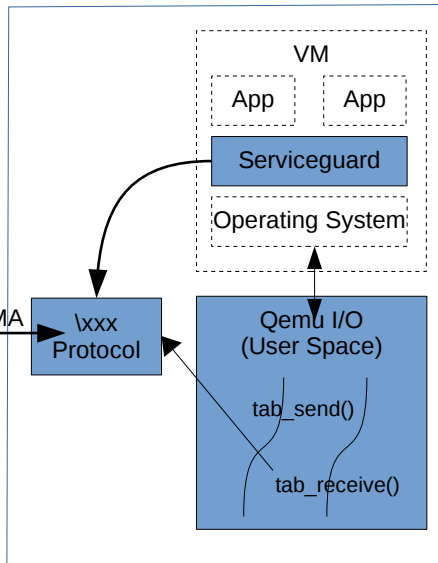 VM
App App
Serviceguard
Operating System
MA
\xxx
Protocol
Qemu I/O
(User Space)
tab_send()
tab_receive()